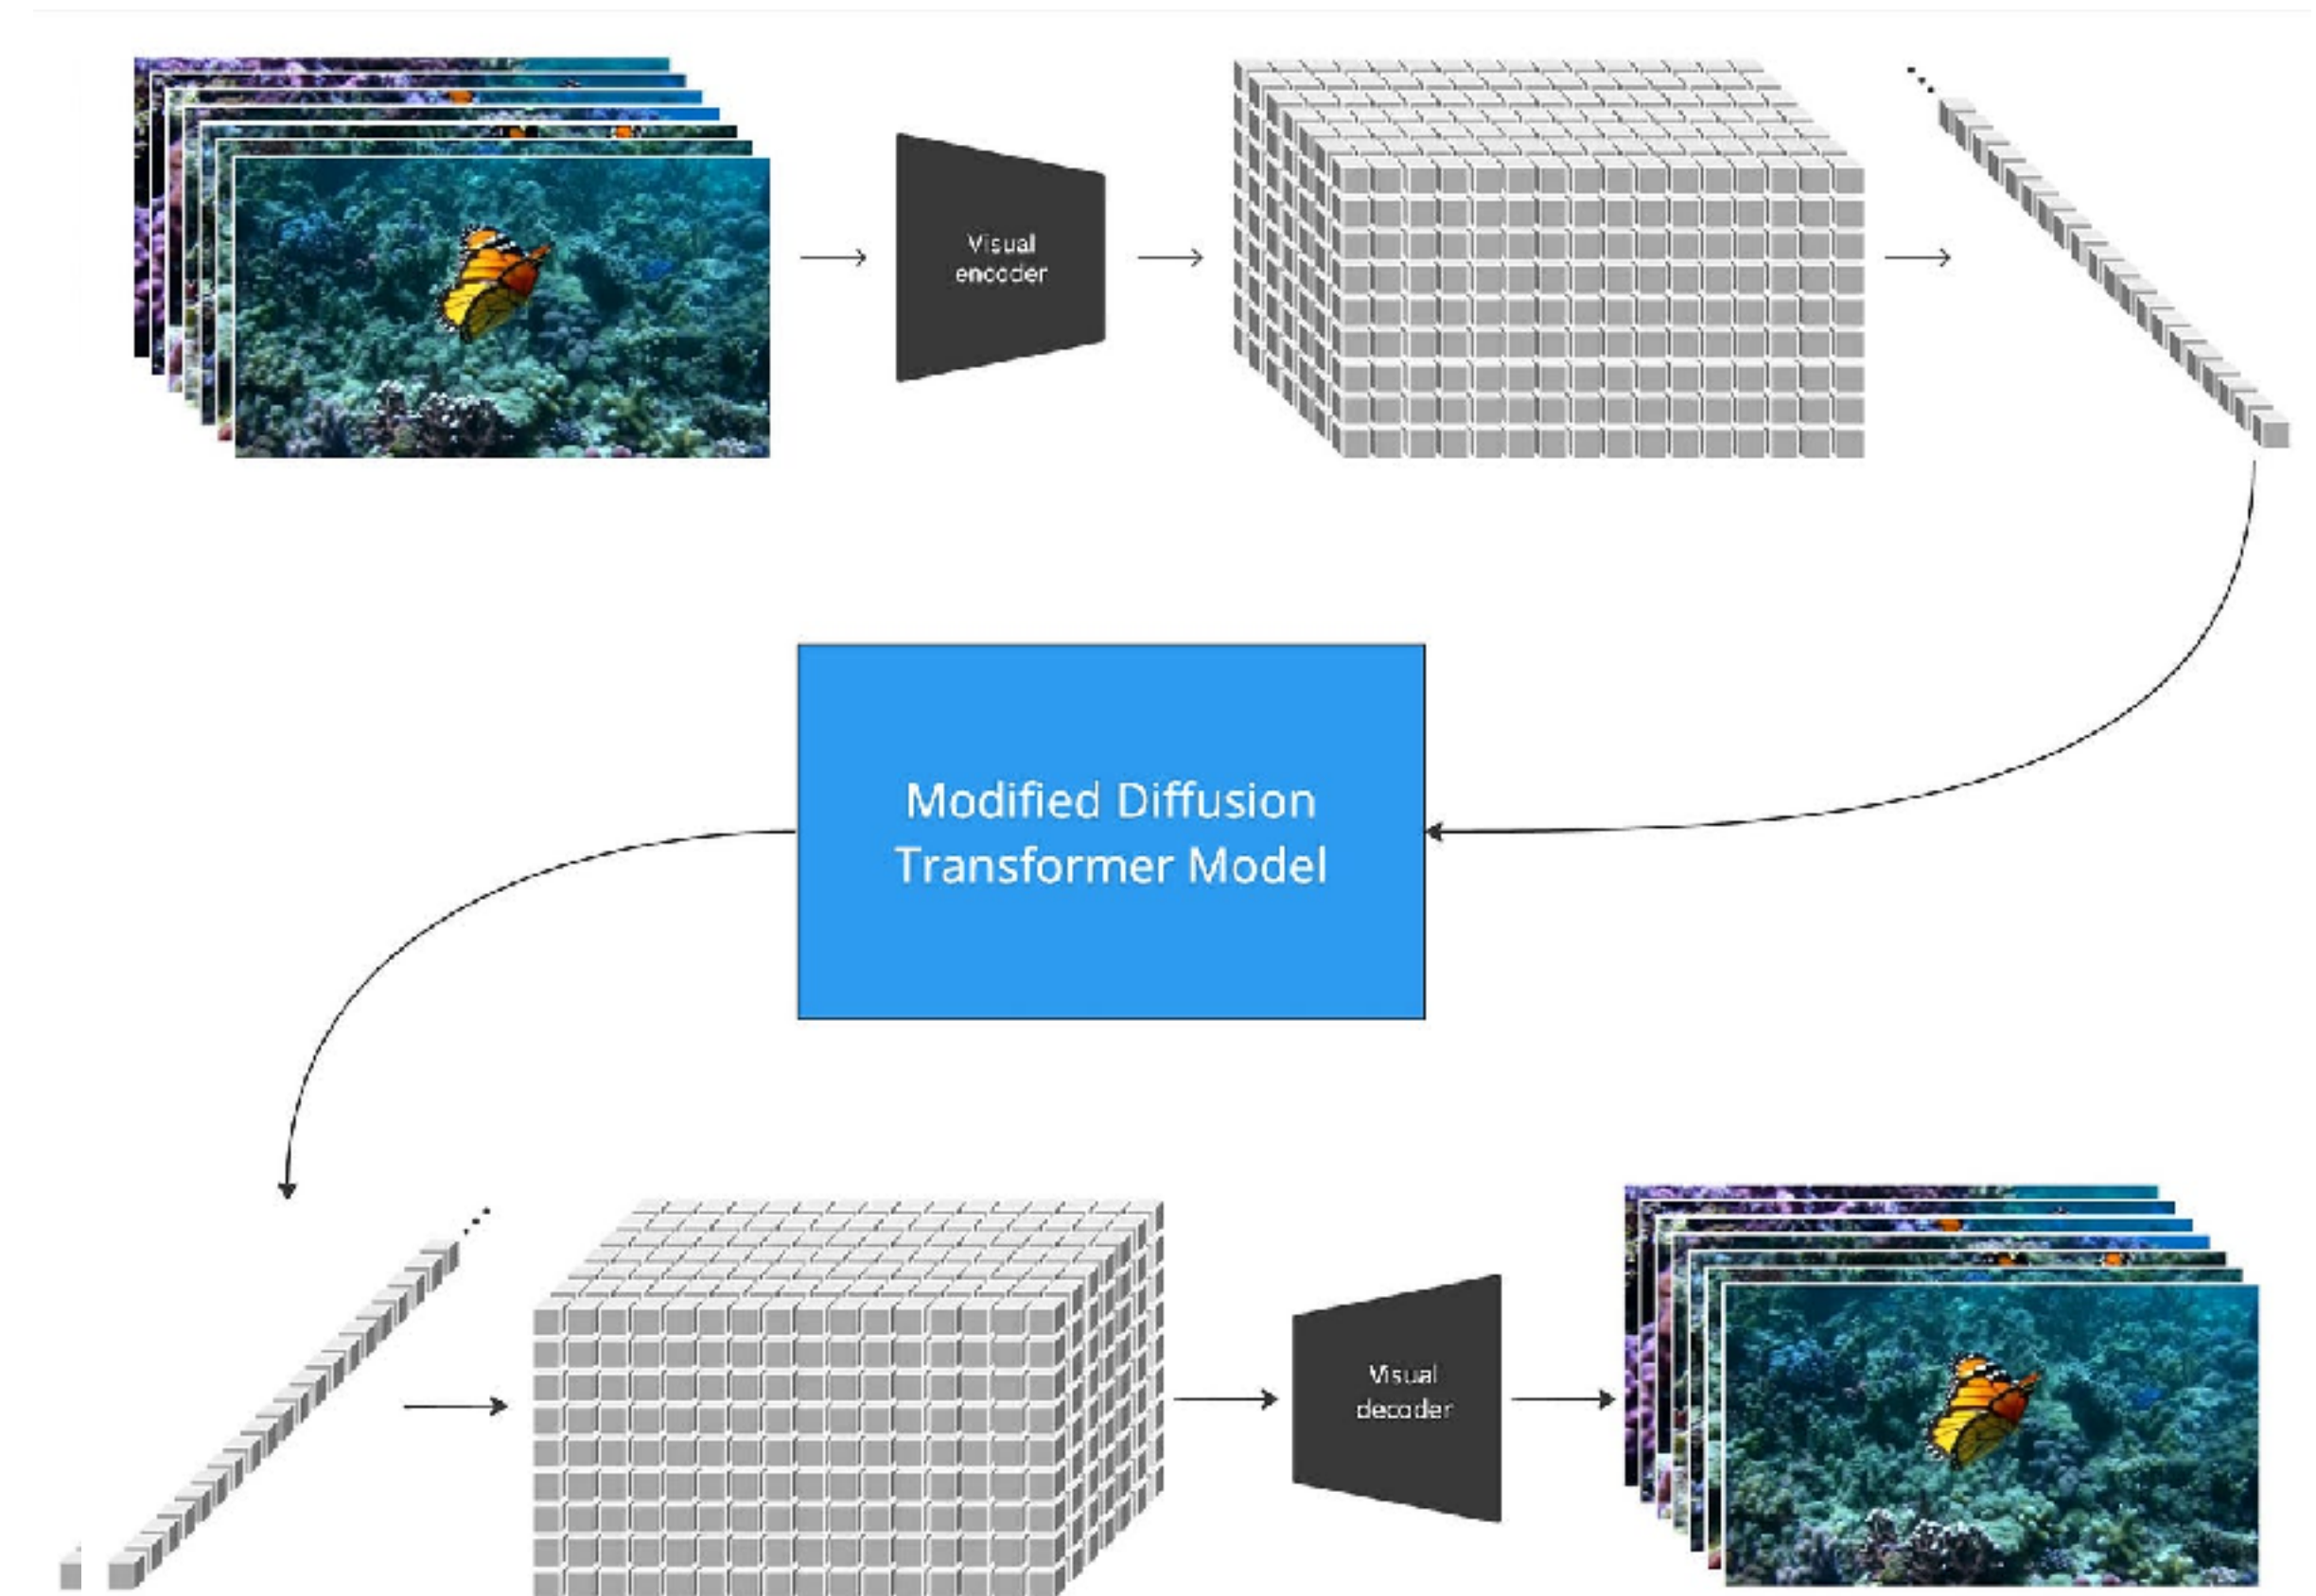 Visual
encoder
Modified Diffusion
Transformer Model
Visual
decoder